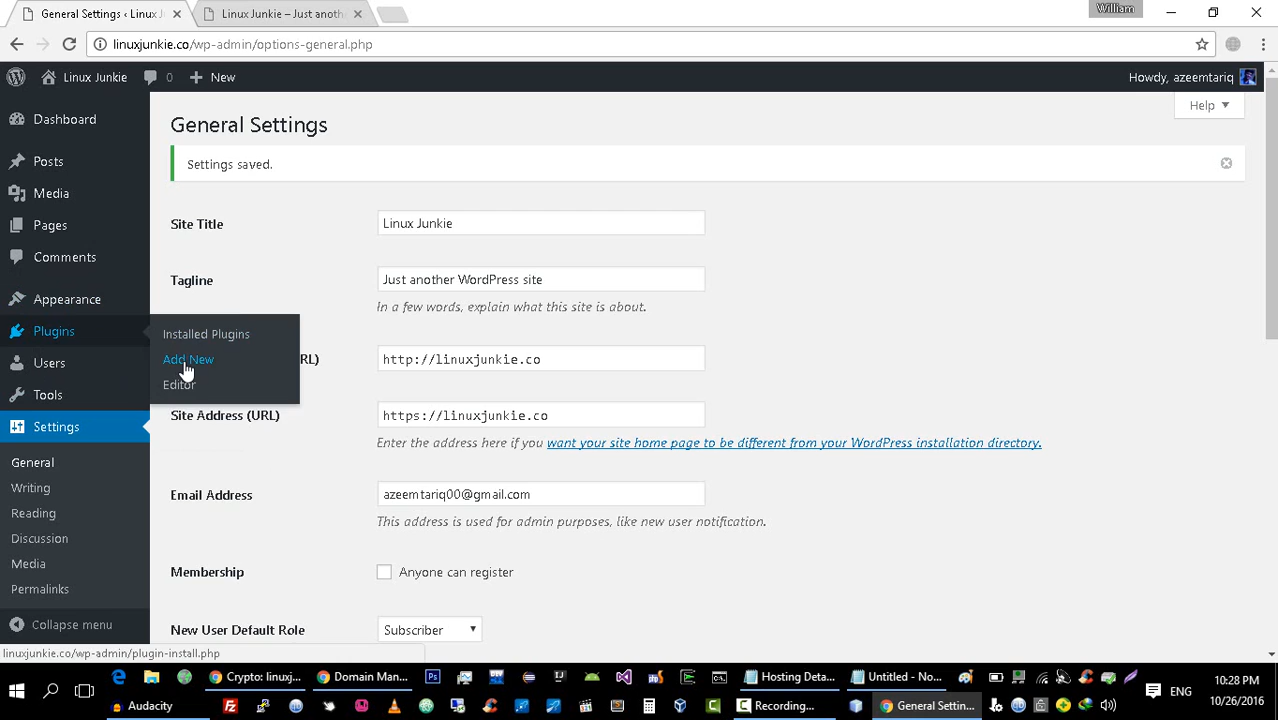 General Settings ‹ Linux J
Linux Junkie – Just anoth
William
linuxjunkie.co/wp-admin/options-general.php
Linux Junkie
0
New
Howdy, azeemtariq
Help
Dashboard
Posts
Media
Pages
Comments
Appearance
Plugins
Users
Tools
Settings
General
Writing
Reading
Discussion
Media
Permalinks
Collapse menu
Installed Plugins
Add New
Editor
General Settings
Settings saved.
Site Title
Linux Junkie
Tagline
Just another WordPress site
In a few words, explain what this site is about.
RL)
http://linuxjunkie.co
Site Address (URL)
https://linuxjunkie.co
Enter the address here if you want your site home page to be different from your WordPress installation directory.
Email Address
azeemtariq00@gmail.com
This address is used for admin purposes, like new user notification.
Membership
Anyone can register
New User Default Role
Subscriber
linuxjunkie.co/wp-admin/plugin-install.php
Crypto: linuxj...
Domain Man...
Hosting Deta...
Untitled - No...
Audacity
Recording...
General Settin...
ENG
10:28 PM
10/26/2016